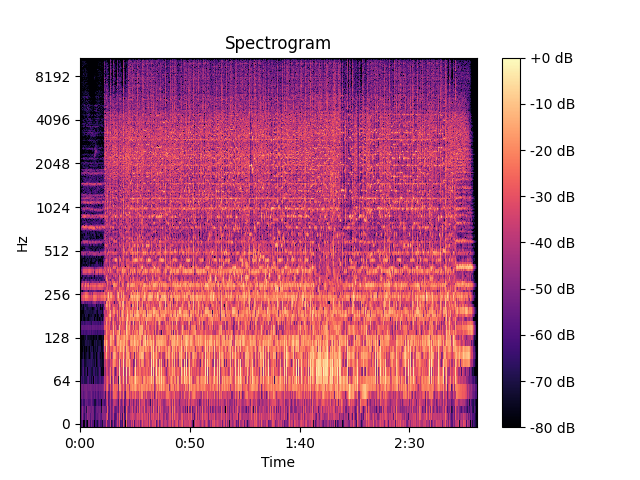 Spectrogram
8192
4096
2048
1024
512
256
128
64
0
Hz
0:00 0:50 1:40 2:30
Time
+0 dB
-10 dB
-20 dB
-30 dB
-40 dB
-50 dB
-60 dB
-70 dB
-80 dB